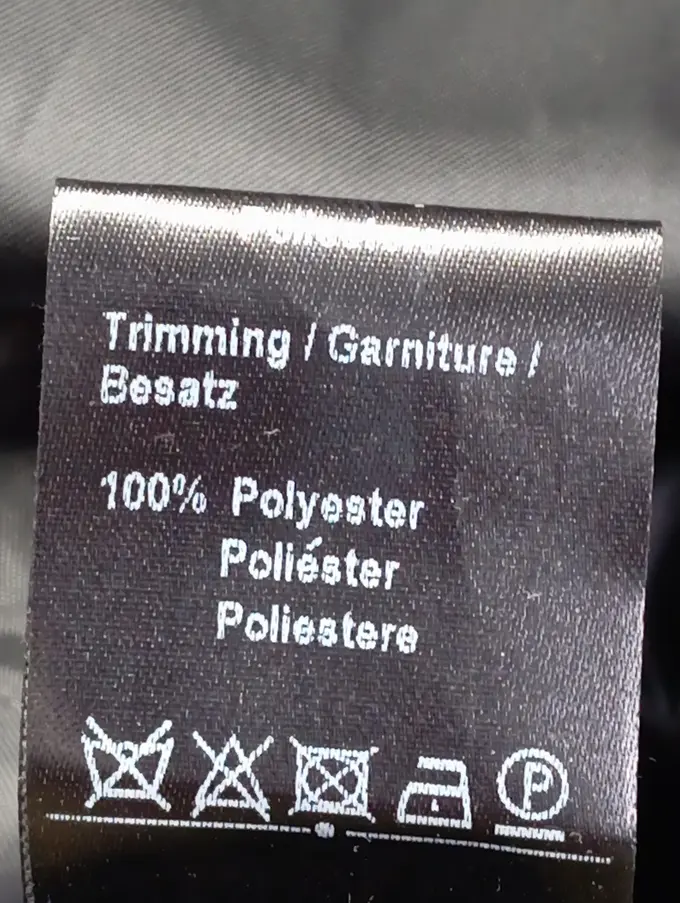 Trimming / Garniture /
Besatz
100% Polyester
Poliéster
Poliestere
P